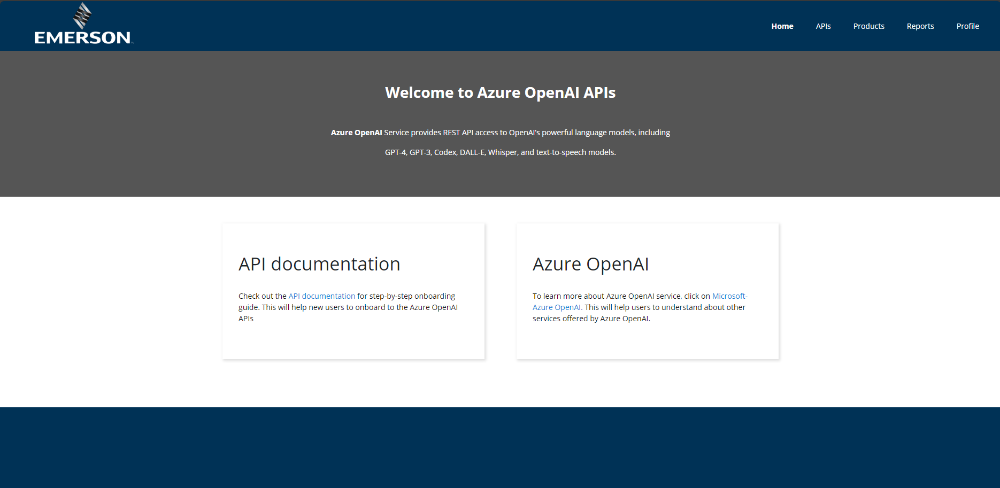 EMERSON
Home APIs Products Reports Profile
Welcome to Azure OpenAI APIs
Azure OpenAI Service provides REST API access to OpenAI's powerful language models, including
GPT-4, GPT-3, Codex, DALL-E, Whisper, and text-to-speech models.
API documentation
Check out the API documentation for step-by-step onboarding
guide. This will help new users to onboard to the Azure OpenAI
APIs
Azure OpenAI
To learn more about Azure OpenAI service, click on Microsoft-
Azure OpenAI. This will help users to understand about other
services offered by Azure OpenAI.